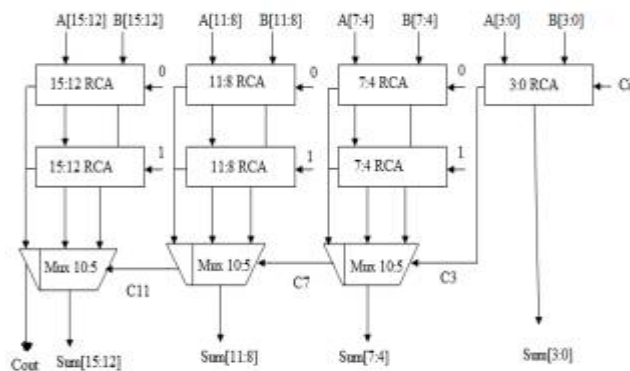 A[15:12] B[15:12] A[11:8] B[11:8] A[7:4] B[7:4] A[3:0] B[3:0]
15:12 RCA 0 11:8 RCA 0 7:4 RCA 0 3:0 RCA
15:12 RCA 1 11:8 RCA 1 7:4 RCA 1
Mux 10:5 C11 Mux 10:5 C7 Mux 10:5 C3
Cout Sum[15:12] Sum[11:8] Sum[7:4] Sum[3:0]